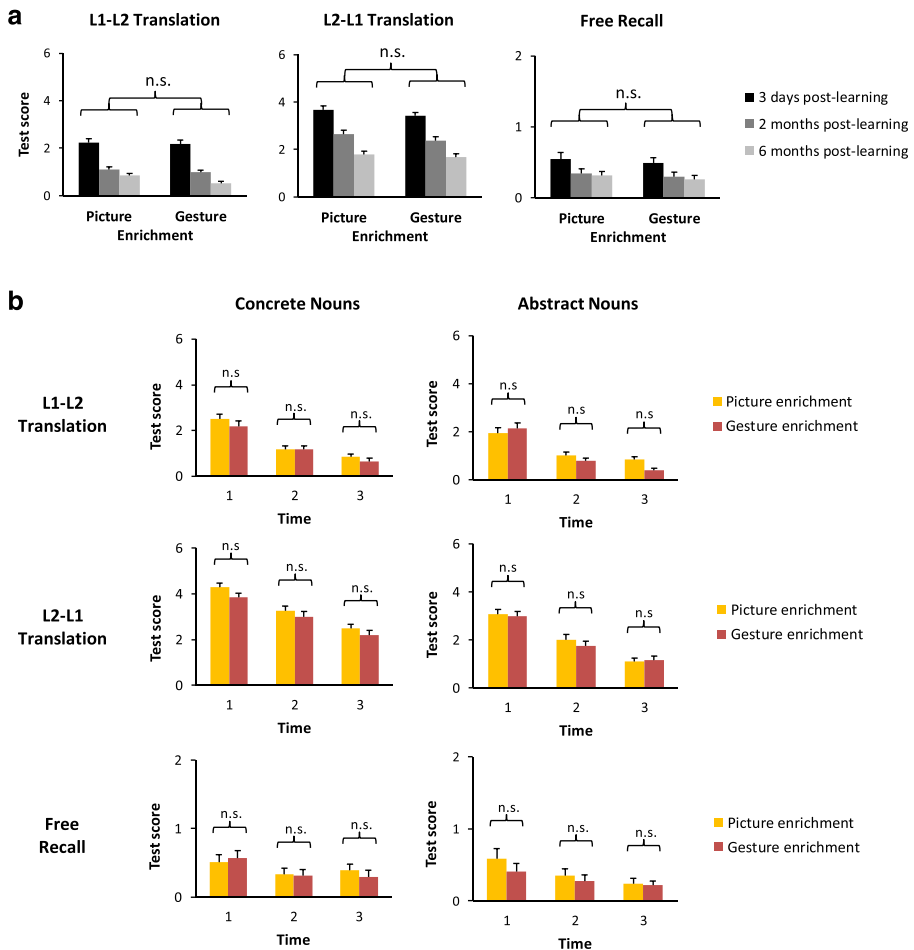 a
L1-L2 Translation
L2-L1 Translation
Free Recall
Test score
6
4
2
0
n.s.
Picture
Gesture
Enrichment
6
4
2
0
n.s.
Picture
Gesture
Enrichment
2
1
0
n.s.
Picture
Gesture
Enrichment
3 days post-learning
2 months post-learning
6 months post-learning
b
Concrete Nouns
Abstract Nouns
L1-L2
Translation
Test score
6
4
2
0
n.s
n.s.
n.s.
1
2
3
Time
Test score
6
4
2
0
n.s
n.s
n.s
1
2
3
Time
Picture enrichment
Gesture enrichment
L2-L1
Translation
Test score
6
4
2
0
n.s
n.s.
n.s.
1
2
3
Time
Test score
6
4
2
0
n.s
n.s
n.s
1
2
3
Time
Picture enrichment
Gesture enrichment
Free
Recall
Test score
2
1
0
n.s.
n.s.
n.s.
1
2
3
Time
Test score
2
1
0
n.s.
n.s.
n.s.
1
2
3
Time
Picture enrichment
Gesture enrichment